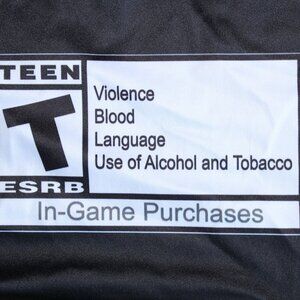 TEEN
T
ESRB
Violence
Blood
Language
Use of Alcohol and Tobacco
In-Game Purchases